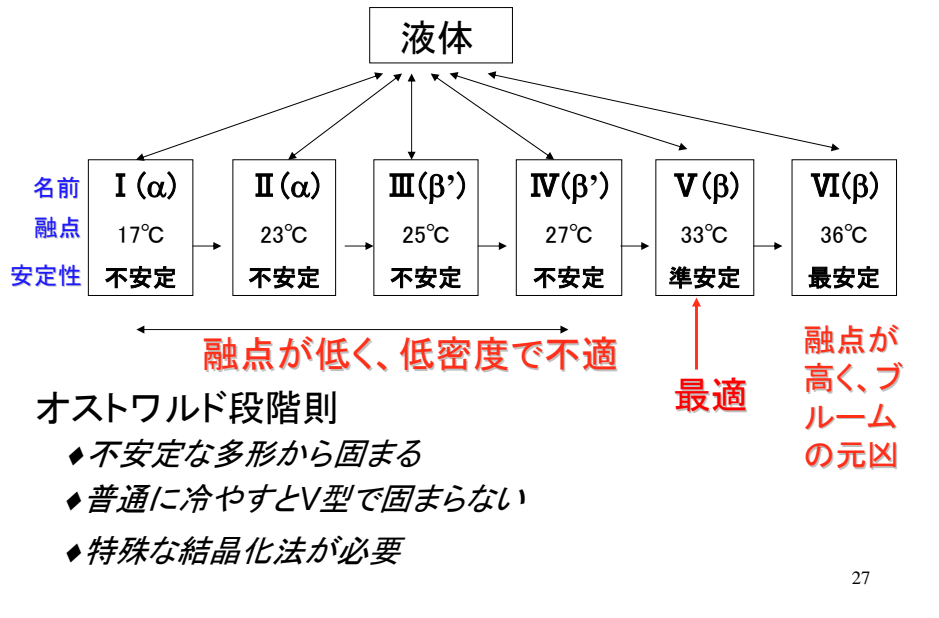 液体
名前 Ⅰ(α) Ⅱ(α) Ⅲ(β’) Ⅳ(β’) Ⅴ(β) Ⅵ(β)
融点 17℃ 23℃ 25℃ 27℃ 33℃ 36℃
安定性 不安定 不安定 不安定 不安定 準安定 最安定
融点が低く、低密度で不適
最適
融点が
高く、ブ
ルーム
の元凶
オストワルド段階則
♦不安定な多形から固まる
♦普通に冷やすとV型で固まらない
♦特殊な結晶化法が必要
27